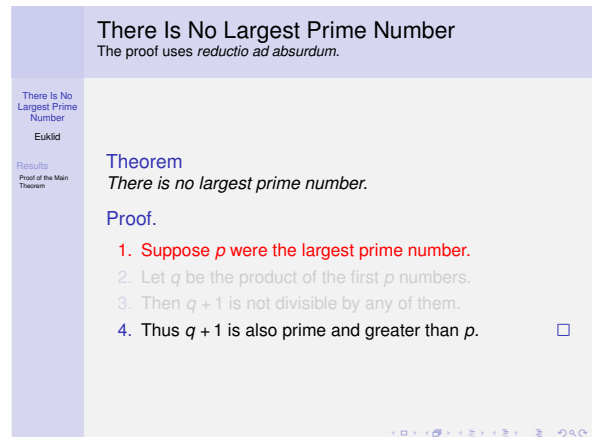 There Is No Largest Prime Number
The proof uses reductio ad absurdum.
There Is No
Largest Prime
Number
Euklid
Results
Proof of the Main
Theorem
Theorem
There is no largest prime number.
Proof.
1. Suppose p were the largest prime number.
2. Let q be the product of the first p numbers.
3. Then q + 1 is not divisible by any of them.
4. Thus q + 1 is also prime and greater than p. □